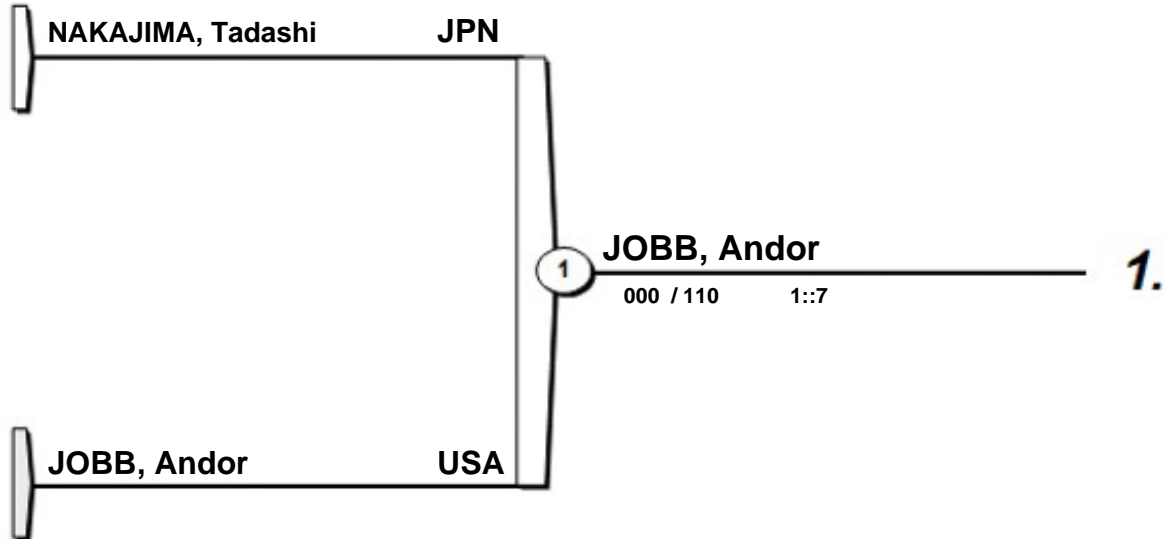 NAKAJIMA, Tadashi JPN
1 JOBB, Andor 1.
000 / 110 1::7
JOBB, Andor USA